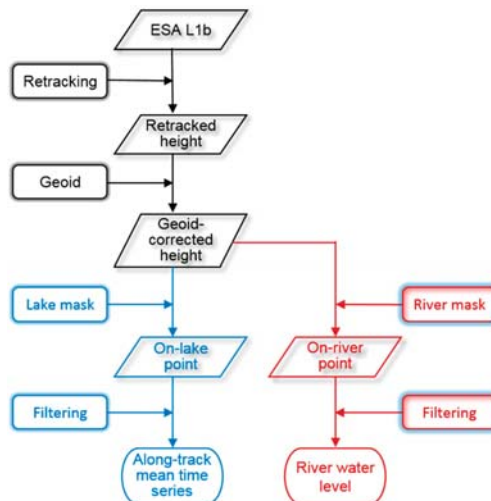 ESA L1b
Retracking
Retracked
height
Geoid
Geoid-
corrected
height
Lake mask
River mask
On-lake
point
On-river
point
Filtering
Filtering
Along-track
mean time
series
River water
level